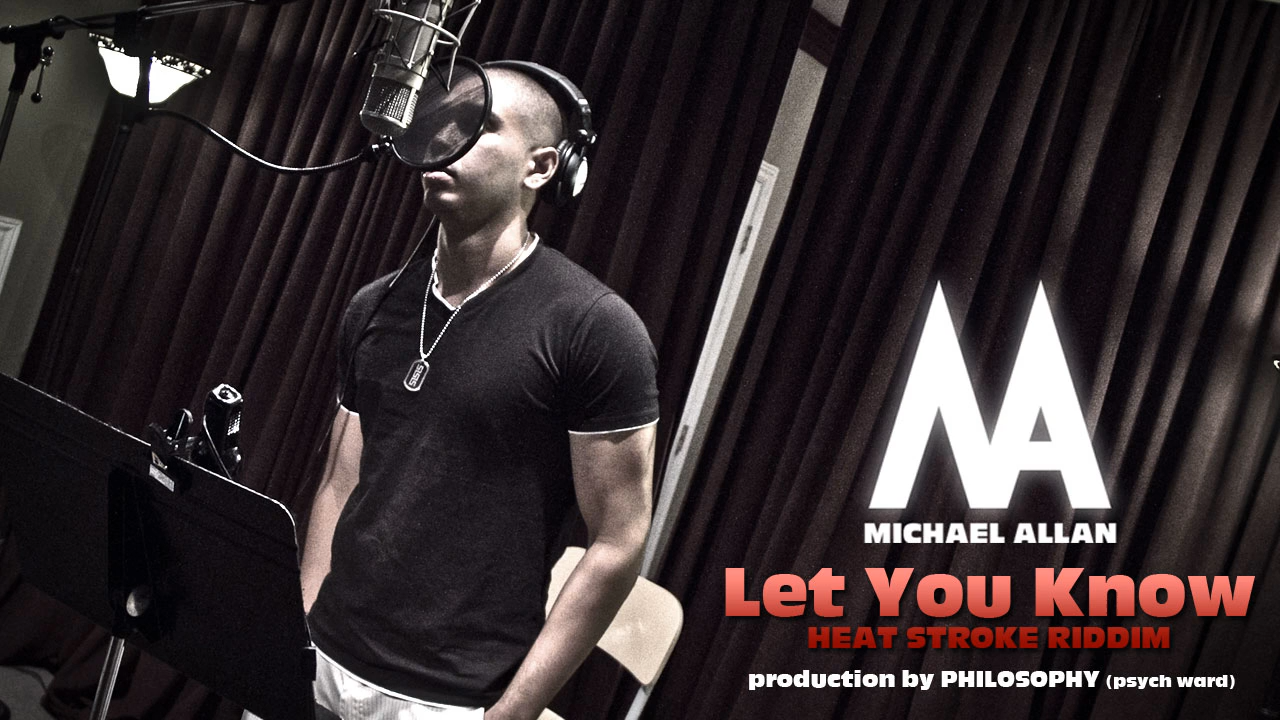 MA
MICHAEL ALLAN
Let You Know
HEAT STROKE RIDDIM
production by PHILOSOPHY (psych ward)